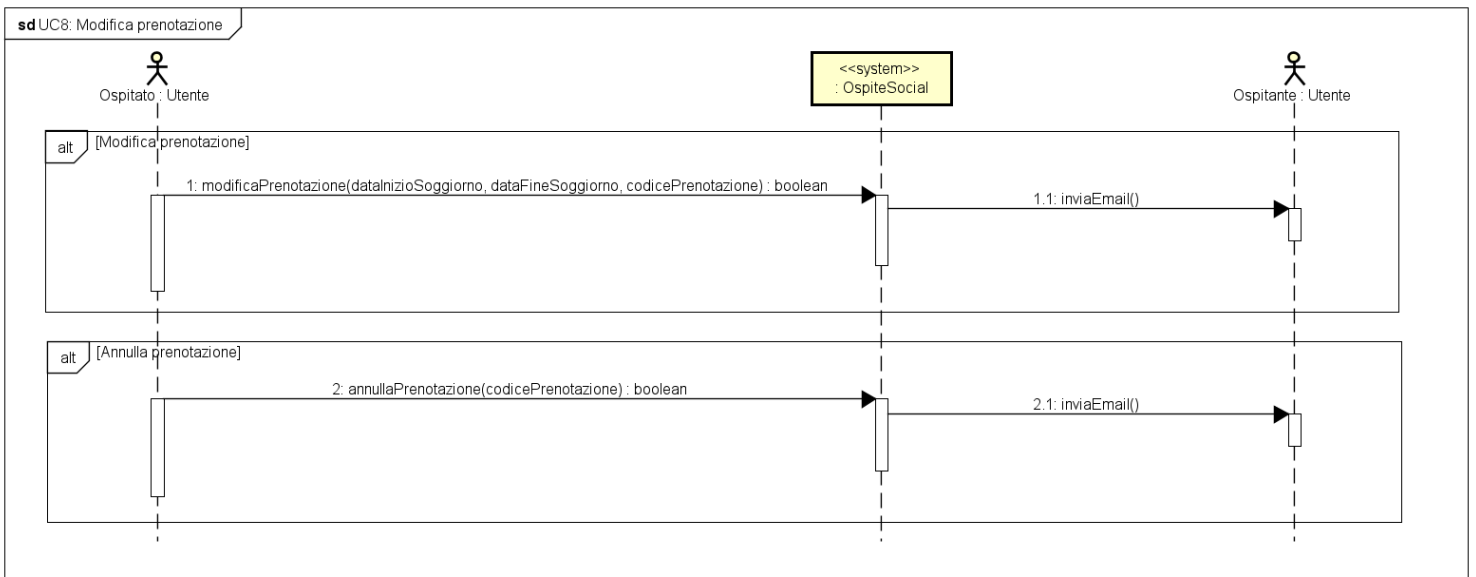 sd UC8: Modifica prenotazione
Ospitato : Utente
<<system>>
: OspiteSocial
Ospitante : Utente
alt [Modifica prenotazione]
1: modificaPrenotazione(dataInizioSoggiorno, dataFineSoggiorno, codicePrenotazione) : boolean
1.1: inviaEmail()
alt [Annulla prenotazione]
2: annullaPrenotazione(codicePrenotazione) : boolean
2.1: inviaEmail()